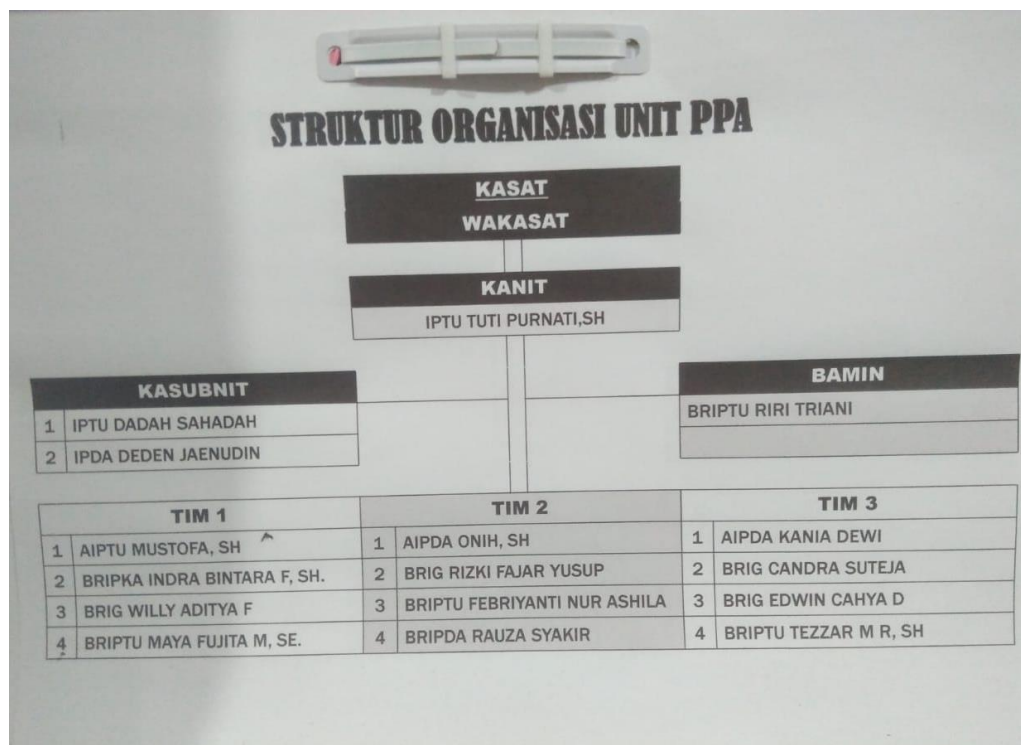 STRUKTUR ORGANISASI UNIT PPA
KASAT
WAKASAT
KANIT
IPTU TUTI PURNATI,SH
KASUBNIT
1 IPTU DADAH SAHADAH
2 IPDA DEDEN JAENUDIN
BAMIN
BRIPTU RIRI TRIANI
TIM 1
1 AIPTU MUSTOFA, SH
2 BRIPKA INDRA BINTARA F, SH.
3 BRIG WILLY ADITYA F
4 BRIPTU MAYA FUJITA M, SE.
TIM 2
1 AIPDA ONIH, SH
2 BRIG RIZKI FAJAR YUSUP
3 BRIPTU FEBRIYANTI NUR ASHILA
4 BRIPDA RAUZA SYAKIR
TIM 3
1 AIPDA KANIA DEWI
2 BRIG CANDRA SUTEJA
3 BRIG EDWIN CAHYA D
4 BRIPTU TEZZAR M R, SH